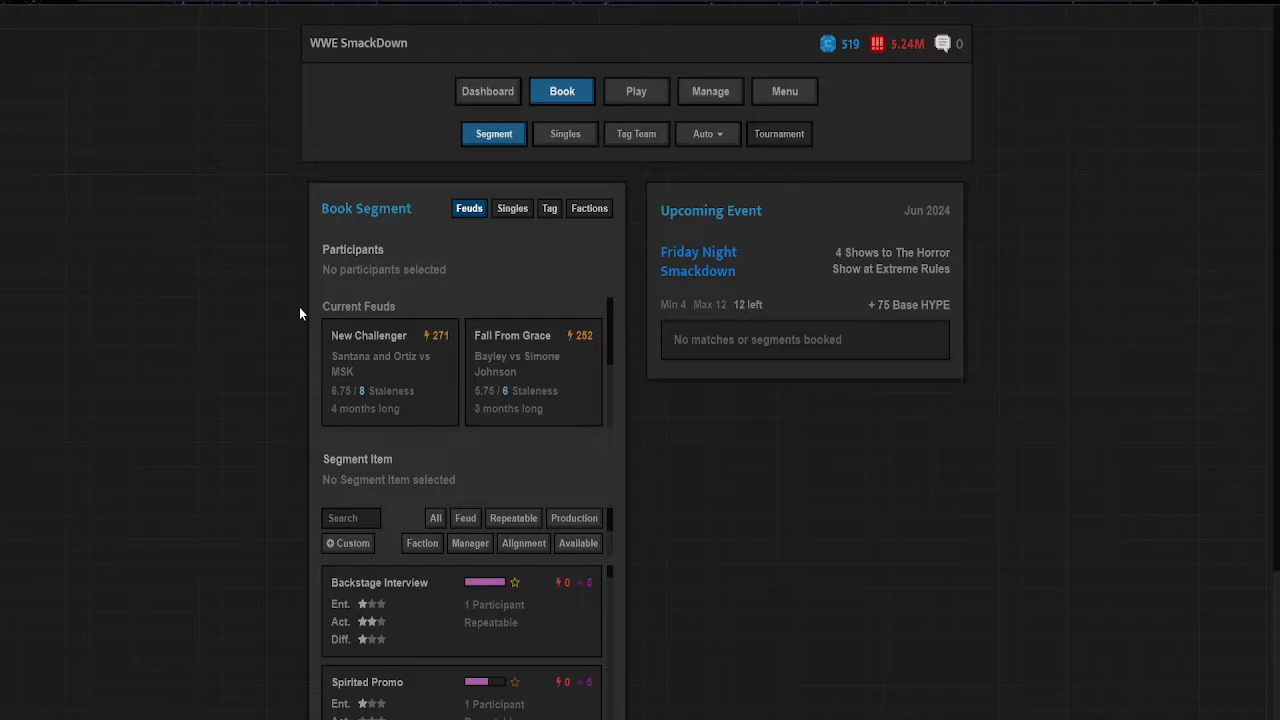 WWE SmackDown
519
5.24M
0
Dashboard
Book
Play
Manage
Menu
Segment
Singles
Tag Team
Auto
Tournament
Book Segment
Feuds
Singles
Tag
Factions
Participants
No participants selected
Current Feuds
New Challenger
271
Santana and Ortiz vs
MSK
6.75 / 8 Staleness
4 months long
Fall From Grace
252
Bayley vs Simone
Johnson
5.75 / 6 Staleness
3 months long
Segment Item
No Segment Item selected
Search
All
Feud
Repeatable
Production
Custom
Faction
Manager
Alignment
Available
Backstage Interview
0
Ent.
1 Participant
Act.
Repeatable
Diff.
Spirited Promo
0
Ent.
1 Participant
Upcoming Event
Jun 2024
Friday Night
Smackdown
4 Shows to The Horror
Show at Extreme Rules
Min 4 Max 12 12 left
+ 75 Base HYPE
No matches or segments booked